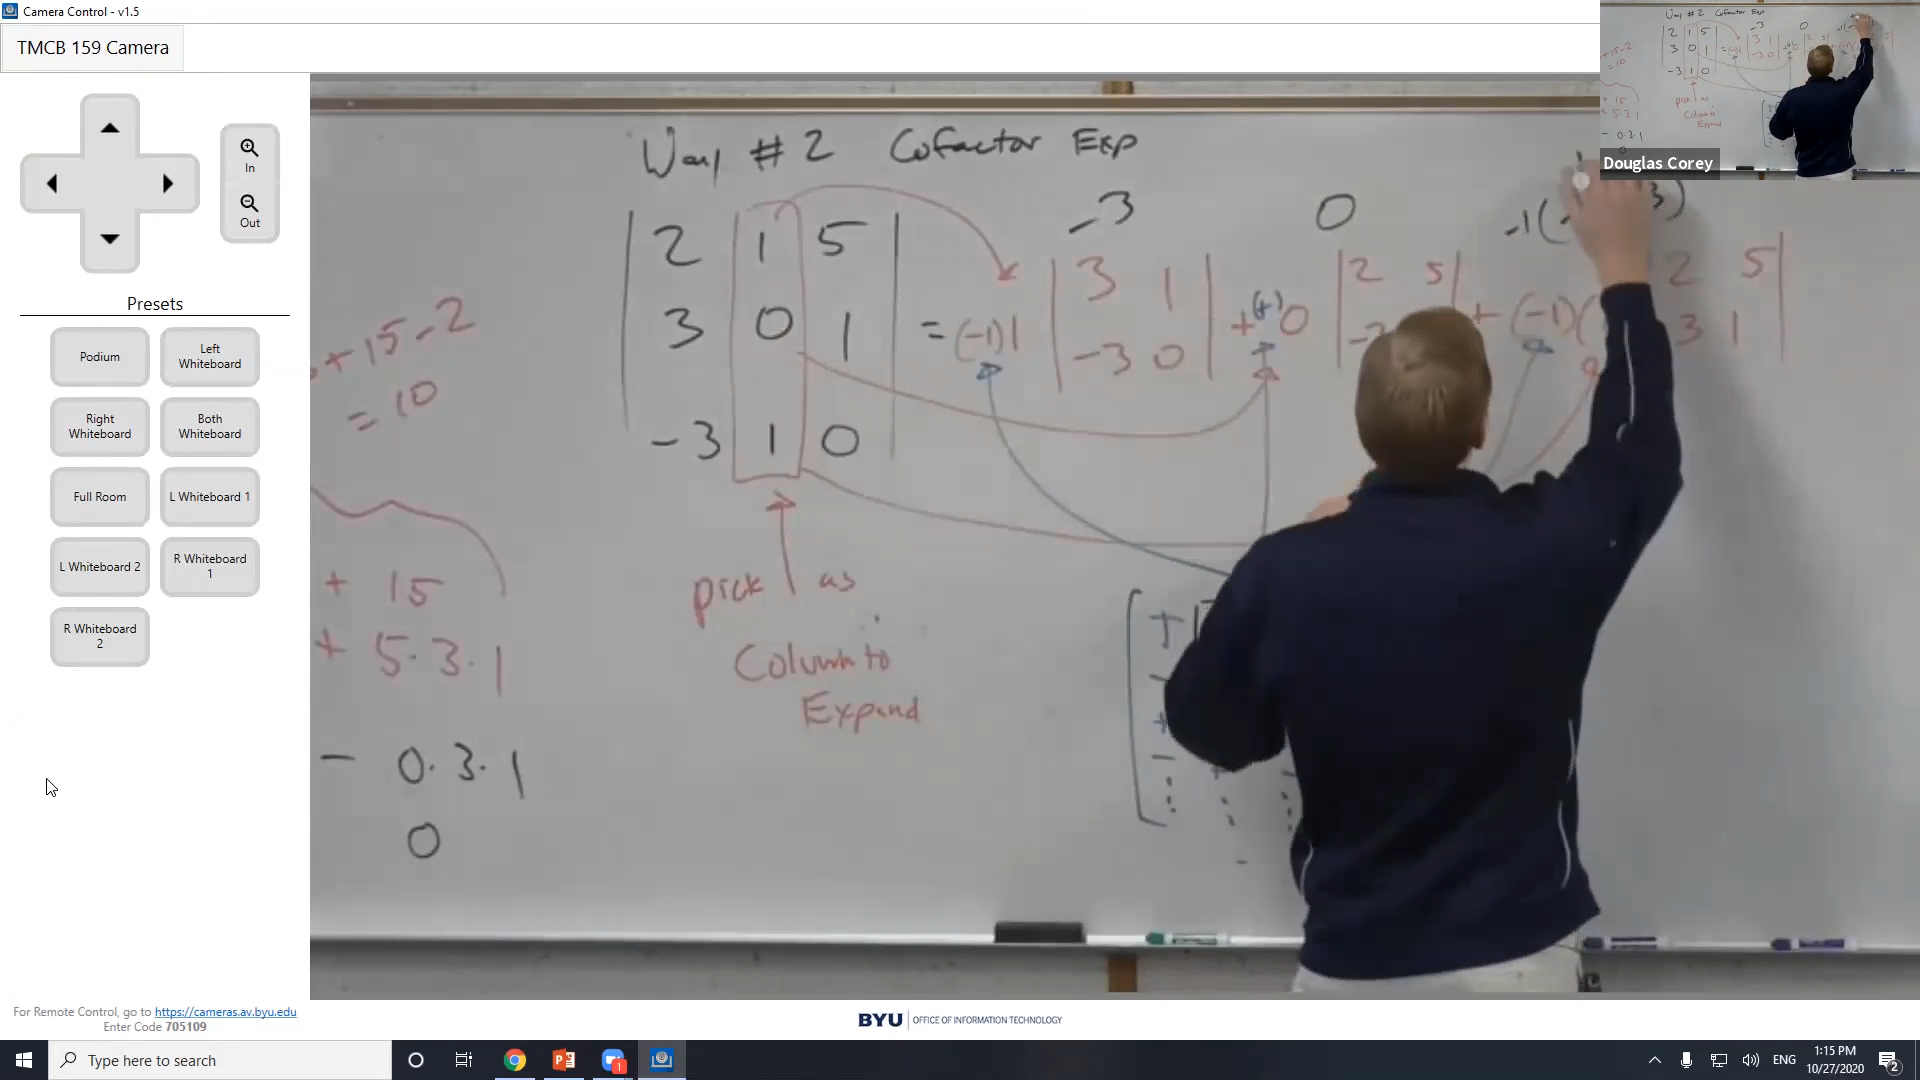 Camera Control - v1.5
TMCB 159 Camera
In
Out
Presets
Podium
Left Whiteboard
Right Whiteboard
Both Whiteboard
Full Room
L Whiteboard 1
L Whiteboard 2
R Whiteboard 1
R Whiteboard 2
For Remote Control, go to https://cameras.av.byu.edu
Enter Code 705109
Way #2 Cofactor Exp
2 1 5
3 0 1
-3 1 0
-3
0
-1(
= (-1)1
3 1
-3 0
+(+)0
2 5
+ (-1)(
2 5
3 1
pick as
Column to
Expand
+15-2
= 10
+ 15
+ 5·3·1
- 0·3·1
0
Douglas Corey
BYU OFFICE OF INFORMATION TECHNOLOGY
Type here to search
1
ENG
1:15 PM
10/27/2020
2